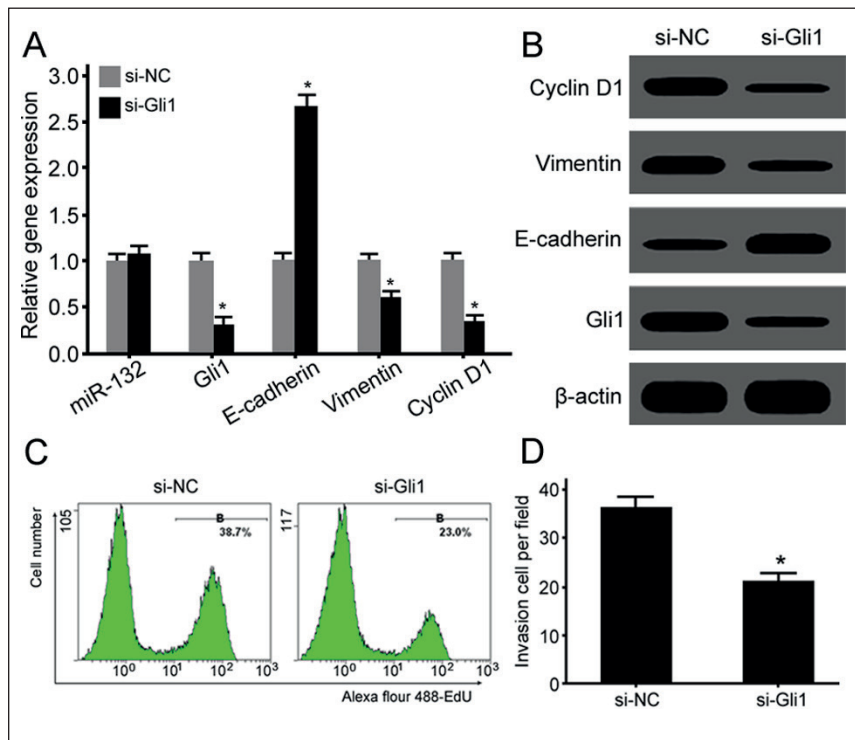 A
si-NC
si-Gli1
Relative gene expression
3.0
2.5
2.0
1.5
1.0
0.5
0.0
*
*
*
*
miR-132
Gli1
E-cadherin
Vimentin
Cyclin D1
B
si-NC si-Gli1
Cyclin D1
Vimentin
E-cadherin
Gli1
β-actin
C
si-NC
Cell number
105
B
38.7%
10⁰ 10¹ 10² 10³
si-Gli1
117
B
23.0%
10⁰ 10¹ 10² 10³
Alexa flour 488-EdU
D
Invasion cell per field
40
30
20
10
0
*
si-NC si-Gli1